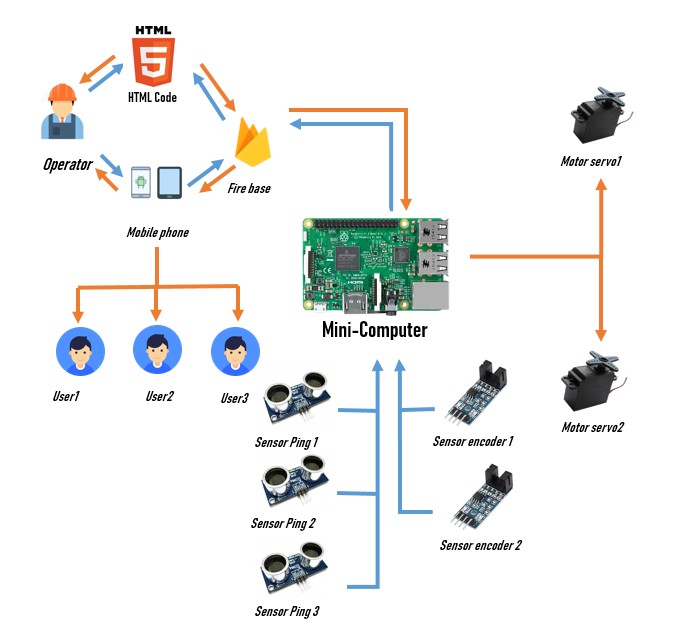 HTML
5
HTML Code
Operator
Fire base
Mobile phone
Motor servo1
Mini-Computer
User1
User2
User3
Motor servo2
Sensor Ping 1
Sensor encoder 1
Sensor Ping 2
Sensor encoder 2
Sensor Ping 3